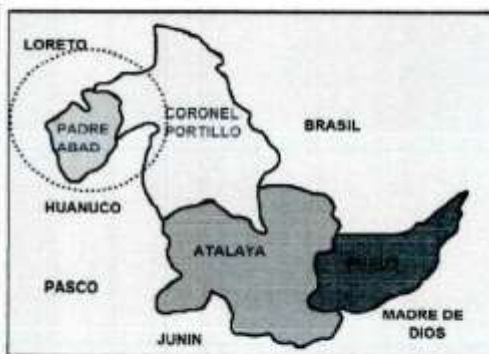 LORETO
CORONEL
PORTILLO
BRASIL
PADRE
ABAD
HUANUCO
ATALAYA
PASCO
MADRE DE
DIOS
JUNIN